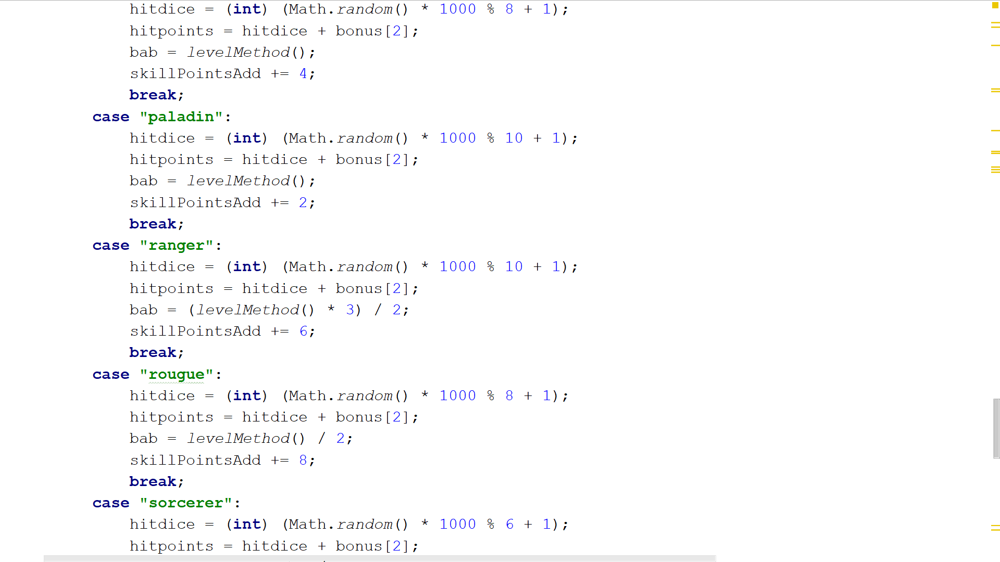 hitdice = (int) (Math.random() * 1000 % 8 + 1);
hitpoints = hitdice + bonus[2];
bab = levelMethod();
skillPointsAdd += 4;
break;
case "paladin":
hitdice = (int) (Math.random() * 1000 % 10 + 1);
hitpoints = hitdice + bonus[2];
bab = levelMethod();
skillPointsAdd += 2;
break;
case "ranger":
hitdice = (int) (Math.random() * 1000 % 10 + 1);
hitpoints = hitdice + bonus[2];
bab = (levelMethod() * 3) / 2;
skillPointsAdd += 6;
break;
case "rougue":
hitdice = (int) (Math.random() * 1000 % 8 + 1);
hitpoints = hitdice + bonus[2];
bab = levelMethod() / 2;
skillPointsAdd += 8;
break;
case "sorcerer":
hitdice = (int) (Math.random() * 1000 % 6 + 1);
hitpoints = hitdice + bonus[2];